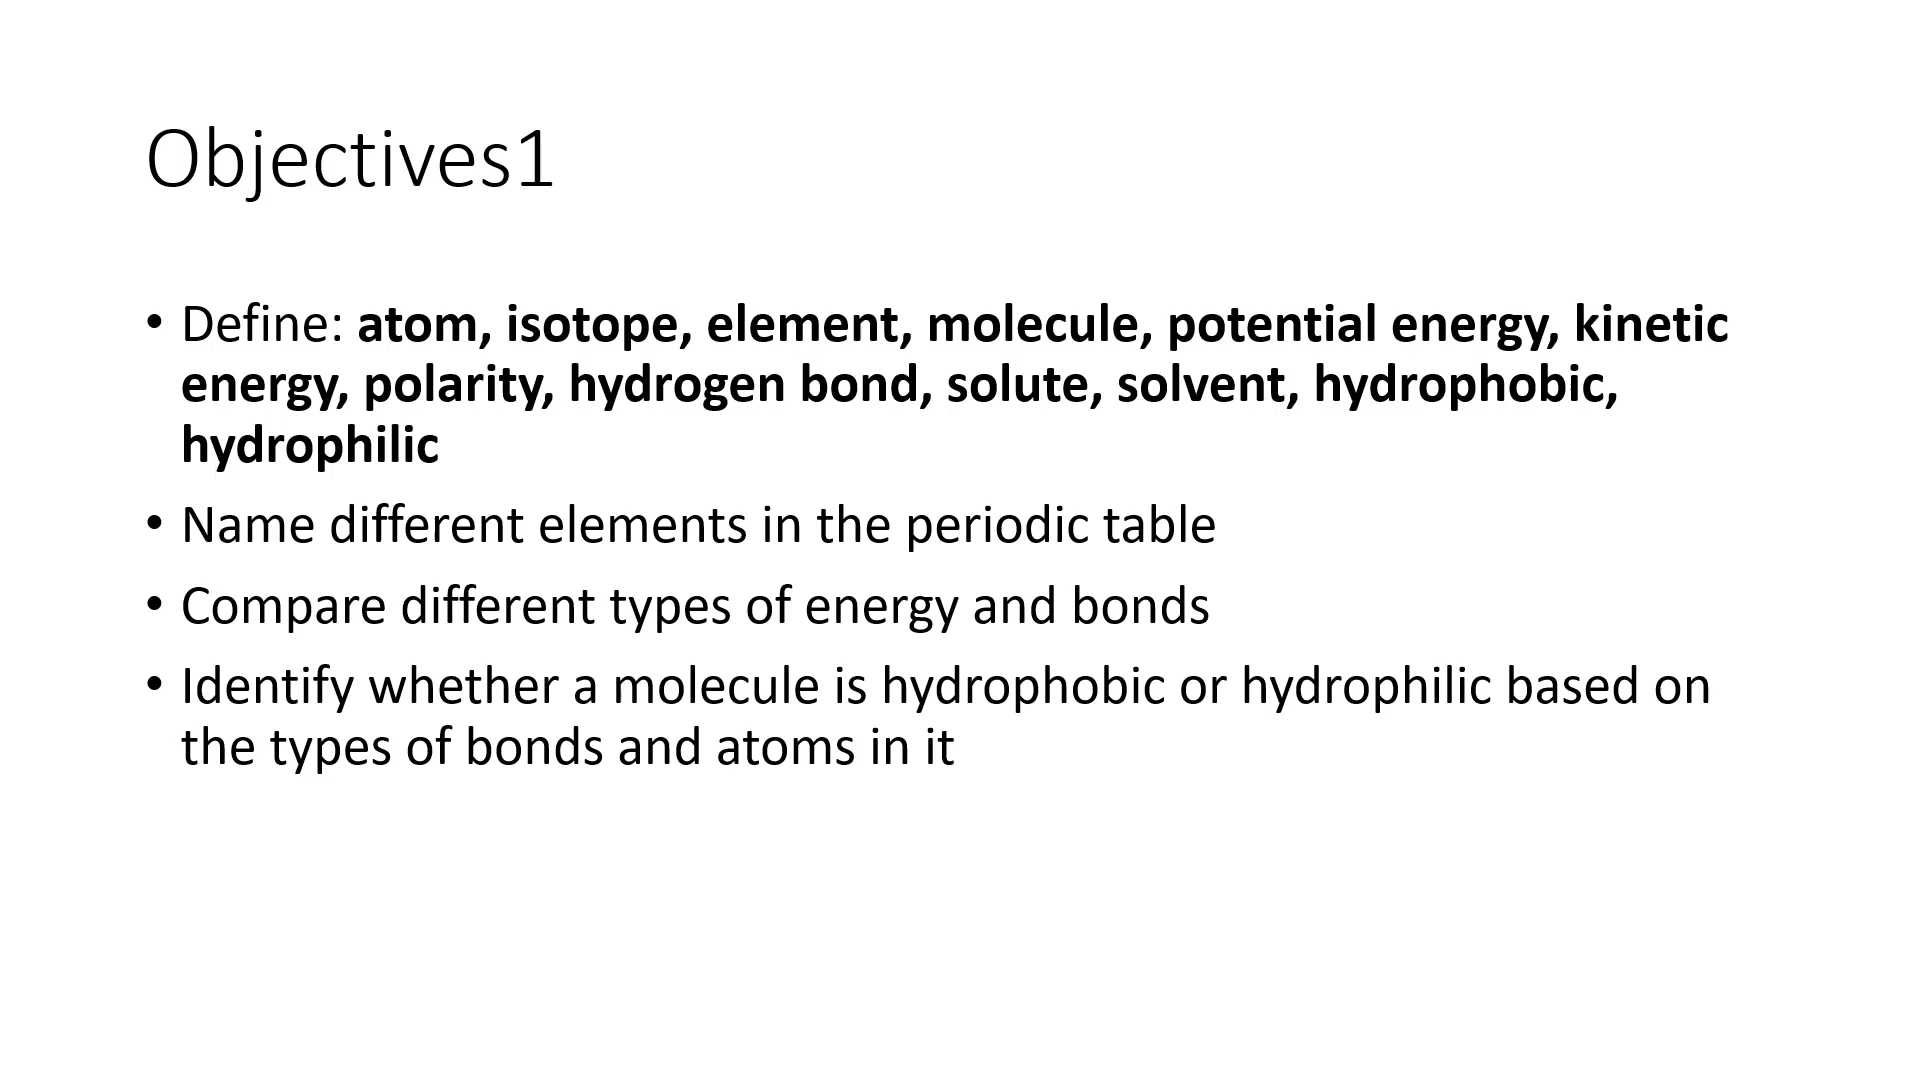 Objectives1
• Define: atom, isotope, element, molecule, potential energy, kinetic
energy, polarity, hydrogen bond, solute, solvent, hydrophobic,
hydrophilic
• Name different elements in the periodic table
• Compare different types of energy and bonds
• Identify whether a molecule is hydrophobic or hydrophilic based on
the types of bonds and atoms in it